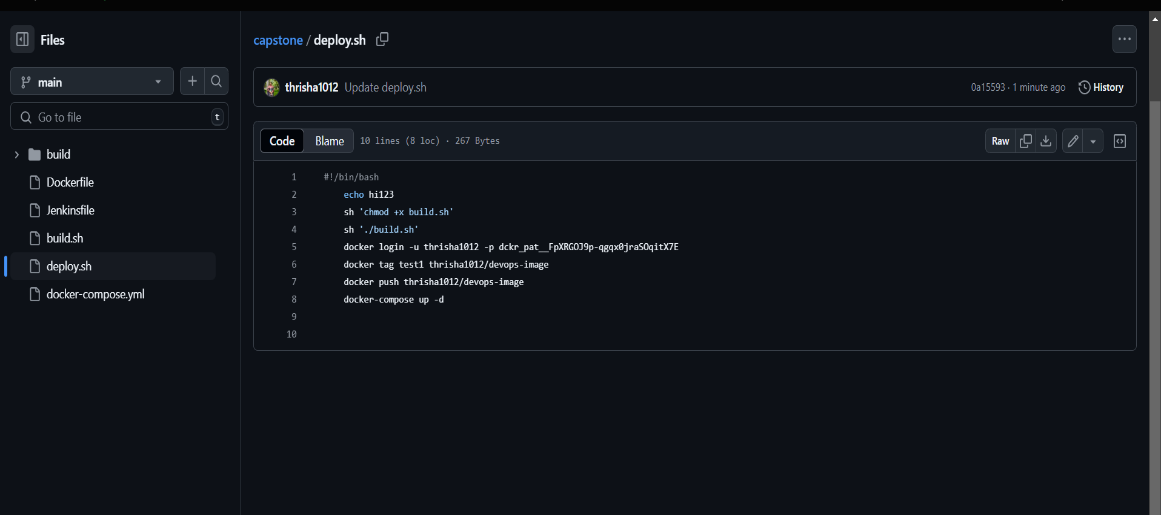 Files
capstone / deploy.sh
main
thrisha1012 Update deploy.sh
0a15593 · 1 minute ago
History
Go to file
t
Code
Blame
10 lines (8 loc) · 267 Bytes
Raw
build
Dockerfile
Jenkinsfile
build.sh
deploy.sh
docker-compose.yml
1 #!/bin/bash
2 echo hi123
3 sh 'chmod +x build.sh'
4 sh './build.sh'
5 docker login -u thrisha1012 -p
6 docker tag test1 thrisha1012/devops-image
7 docker push thrisha1012/devops-image
8 docker-compose up -d
9
10